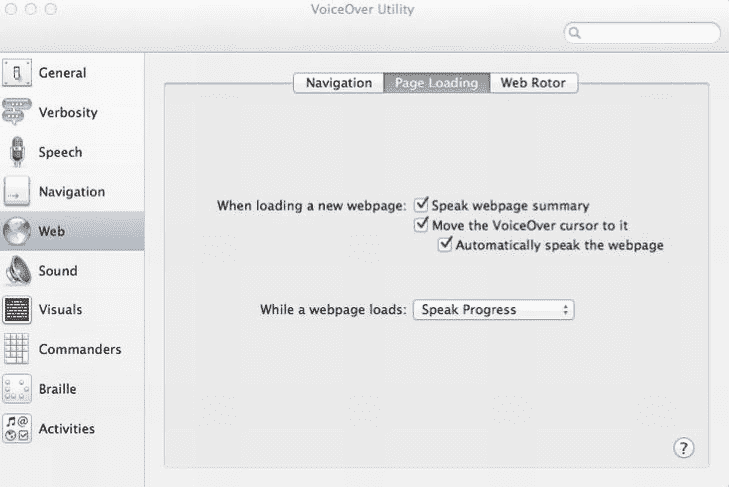 VoiceOver Utility
General
Verbosity
Speech
Navigation
Web
Sound
Visuals
Commanders
Braille
Activities
Navigation Page Loading Web Rotor
When loading a new webpage: Speak webpage summary
Move the VoiceOver cursor to it
Automatically speak the webpage
While a webpage loads: Speak Progress
?